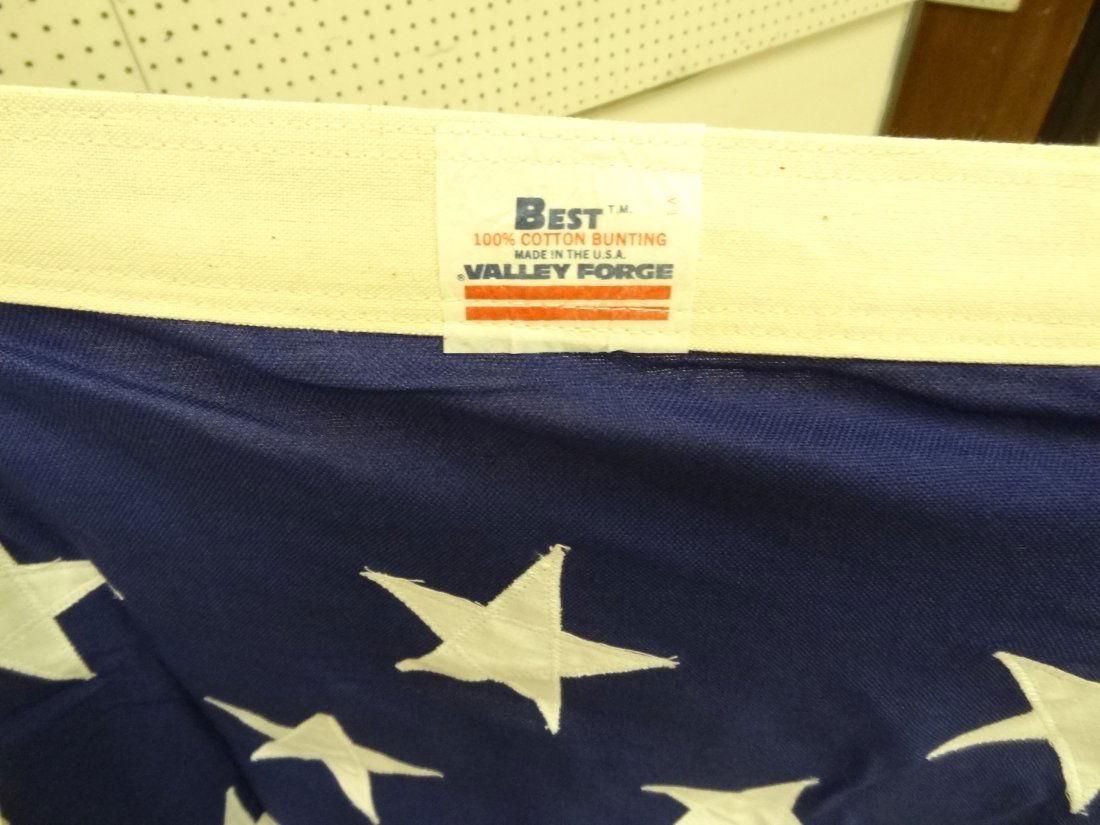 BEST T.M.
100% COTTON BUNTING
MADE IN THE U.S.A.
® VALLEY FORGE